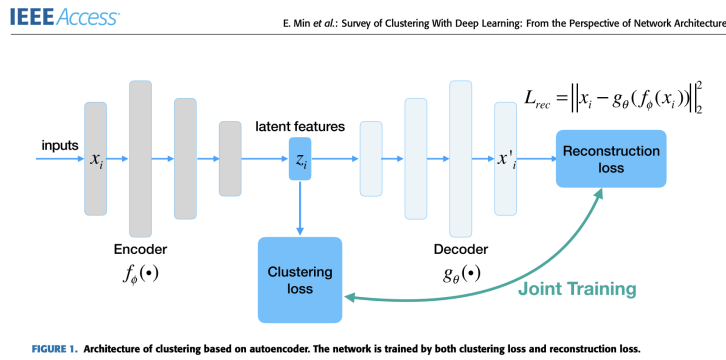 IEEE Access
E. Min et al.: Survey of Clustering With Deep Learning: From the Perspective of Network Architecture
L_rec = ||x_i − g_θ(f_ϕ(x_i))||_2^2
latent features
inputs
x_i
z_i
x'_i
Reconstruction
loss
Encoder
f_ϕ(•)
Decoder
g_θ(•)
Clustering
loss
Joint Training
FIGURE 1. Architecture of clustering based on autoencoder. The network is trained by both clustering loss and reconstruction loss.